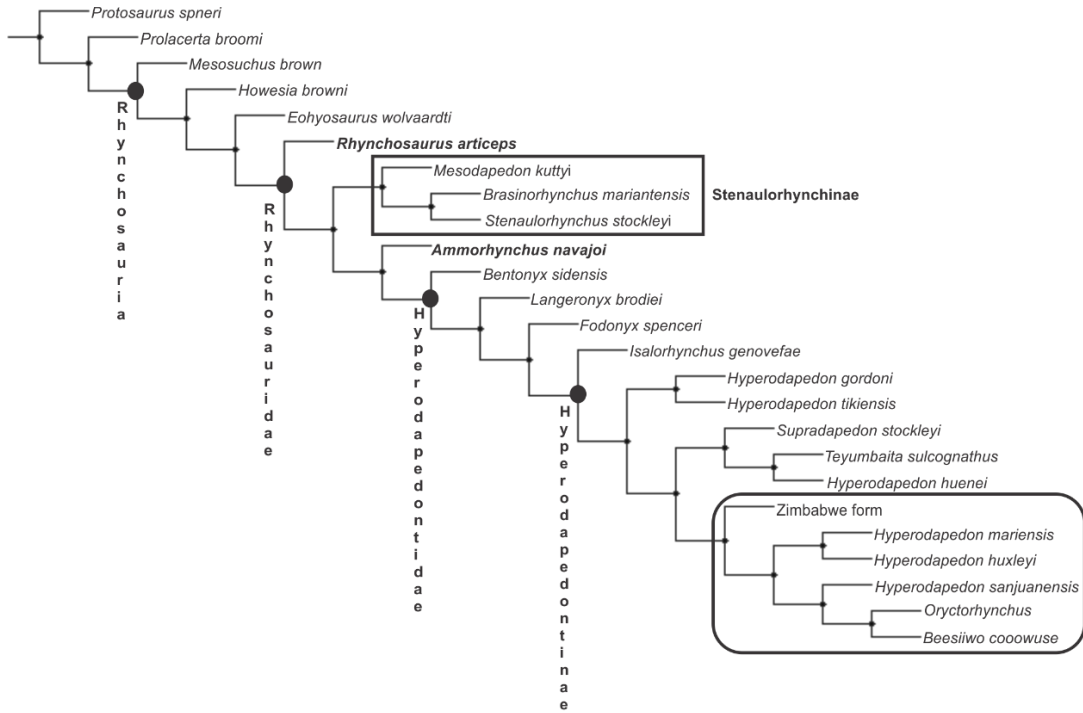 Protosaurus spneri
Prolacerta broomi
Mesosuchus brown
Howesia browni
Eohyosaurus wolvaardti
Rhynchosaurus articeps
Mesodapedon kuttyi
Brasinorhynchus mariantensis
Stenaulorhynchinae
Stenaulorhynchus stockleyi
Ammorhynchus navajoi
Bentonyx sidensis
Langeronyx brodiei
Fodonyx spenceri
Isalorhynchus genovefae
Hyperodapedon gordoni
Hyperodapedon tikiensis
Supradapedon stockleyi
Teyumbaita sulcognathus
Hyperodapedon huenei
Zimbabwe form
Hyperodapedon mariensis
Hyperodapedon huxleyi
Hyperodapedon sanjuanensis
Oryctorhynchus
Beesiiwo cooowuse
Rhynchosauria
Rhynchosauridae
Hyperodapedontidae
Hyperodapedontinae